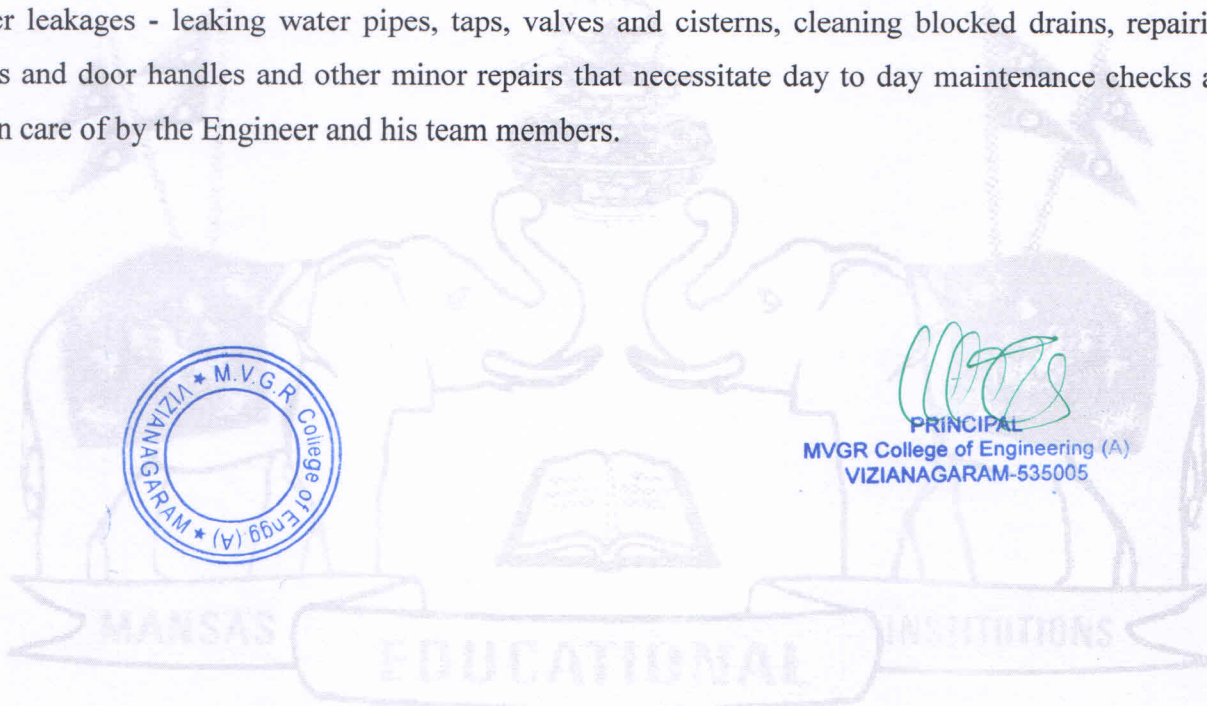 er leakages - leaking water pipes, taps, valves and cisterns, cleaning blocked drains, repairi
s and door handles and other minor repairs that necessitate day to day maintenance checks a
n care of by the Engineer and his team members.
★ M.V.G.R. College of Engg (A) ★ VIZIANAGARAM
PRINCIPAL
MVGR College of Engineering (A)
VIZIANAGARAM-535005
MANSAS EDUCATIONAL INSTITUTIONS